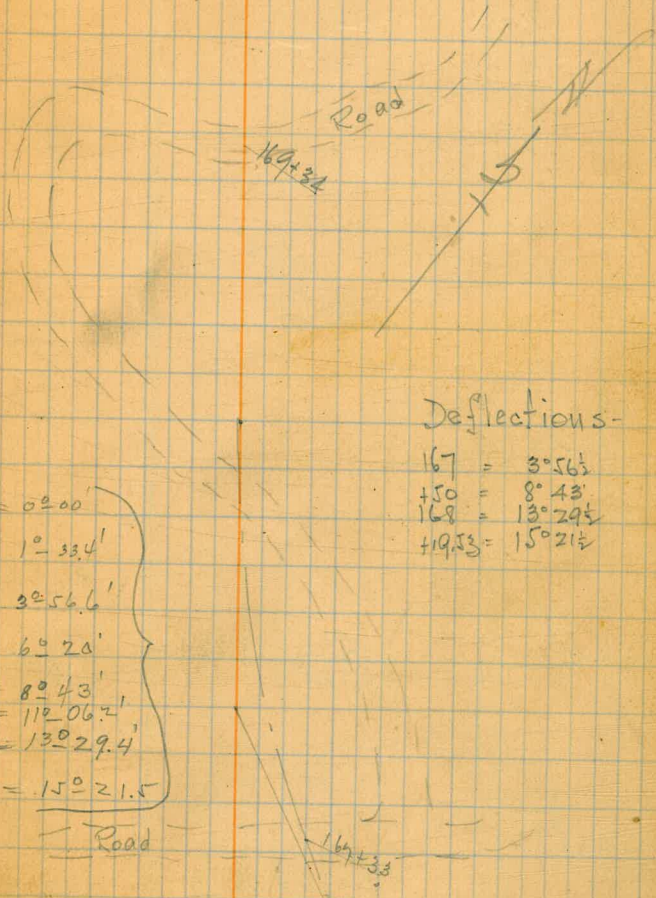 Road
169+34
Deflections-
167 = 3°56½
+50 = 8° 43'
168 = 13°29½
+19.53 = 15°21½
= 0°-00'
1°-33.4'
3°-56.6'
6°-20'
8°-43'
= 11°-06.2'
= 13°-29.4'
= 15°-21.5
Road